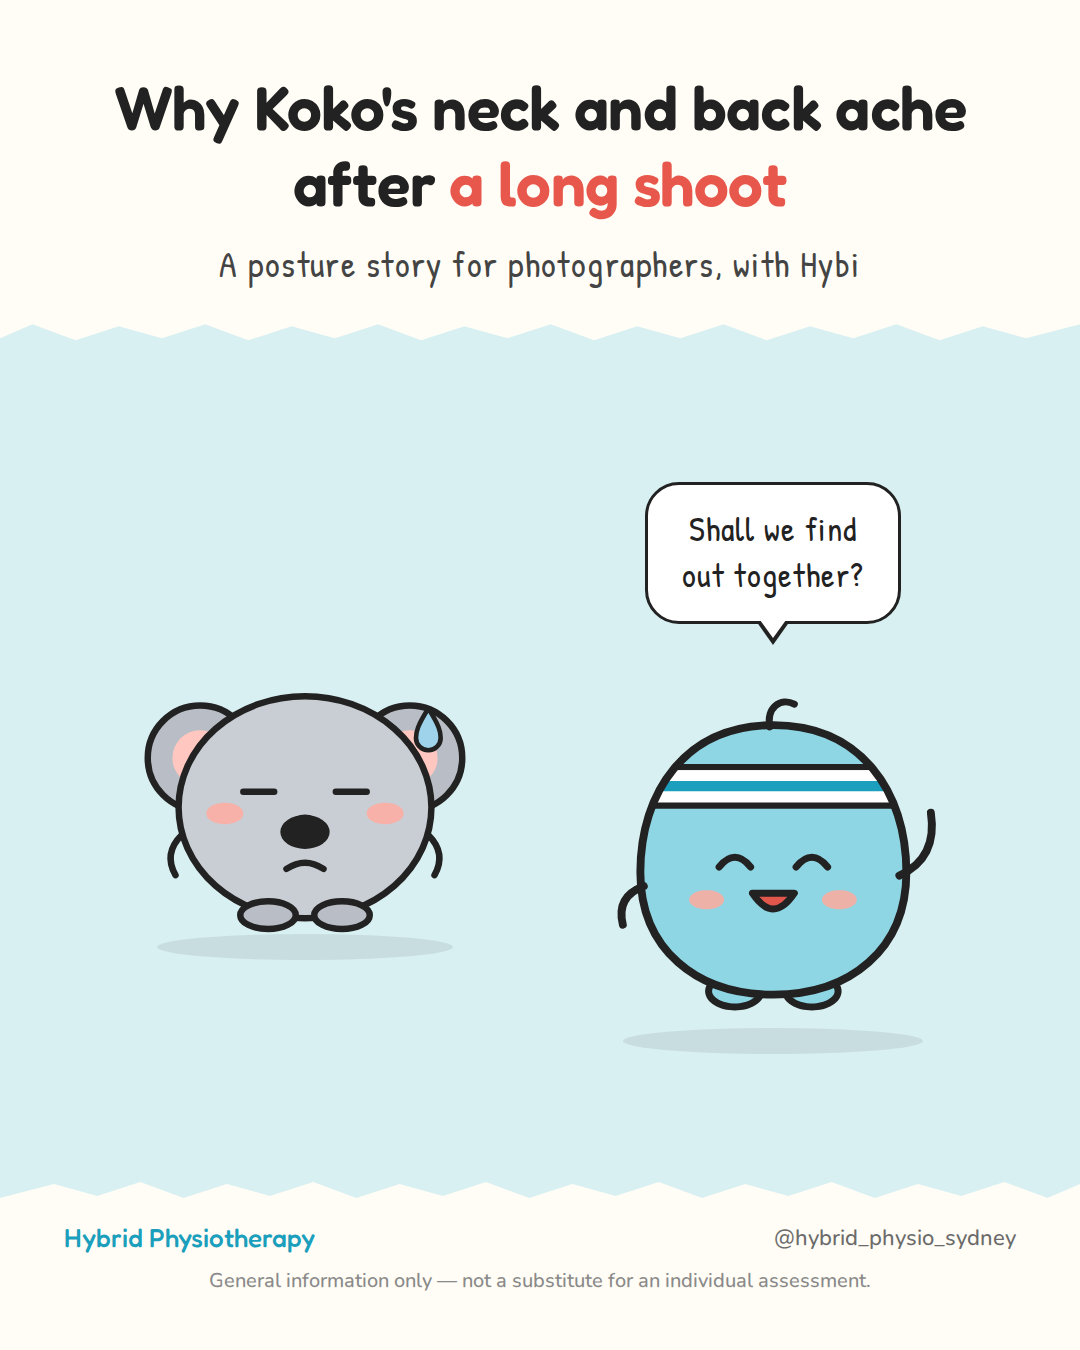 Why Koko's neck and back ache
after a long shoot
A posture story for photographers, with Hybi
Shall we find
out together?
Hybrid Physiotherapy
@hybrid_physio_sydney
General information only — not a substitute for an individual assessment.